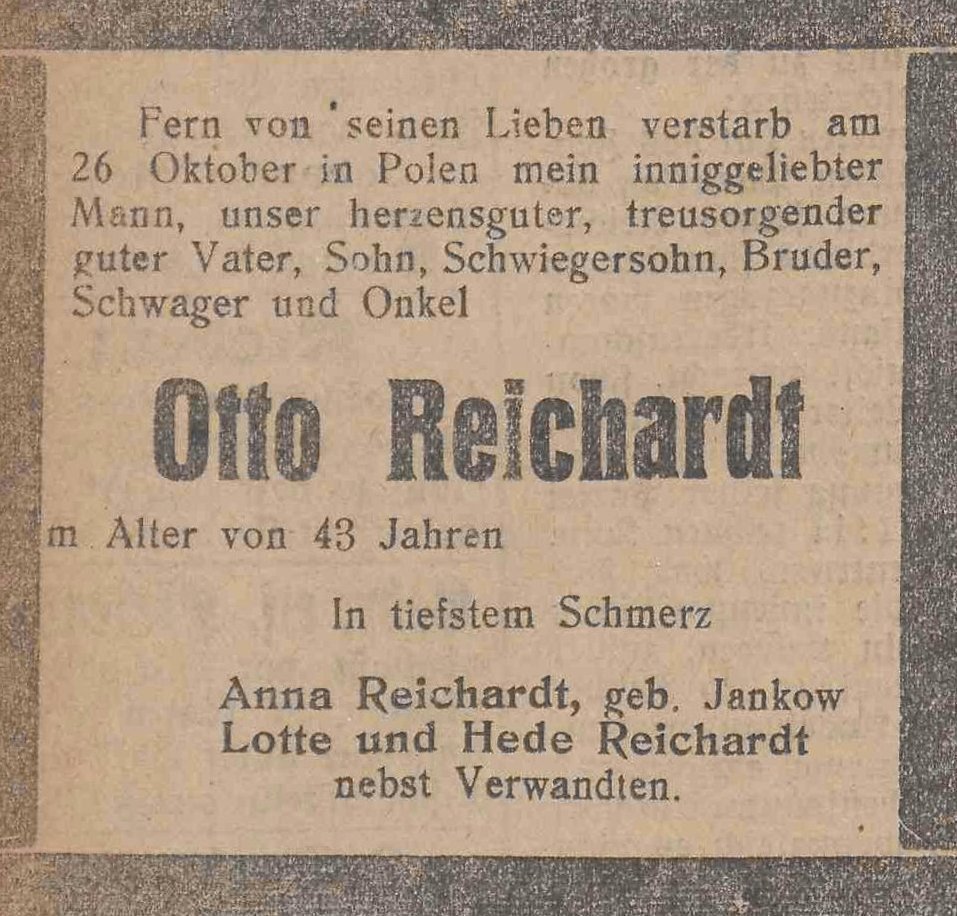 Fern von seinen Lieben verstarb am
26 Oktober in Polen mein inniggeliebter
Mann, unser herzensguter, treusorgender
guter Vater, Sohn, Schwiegersohn, Bruder,
Schwager und Onkel
Otto Reichardt
m Alter von 43 Jahren
In tiefstem Schmerz
Anna Reichardt, geb. Jankow
Lotte und Hede Reichardt
nebst Verwandten.